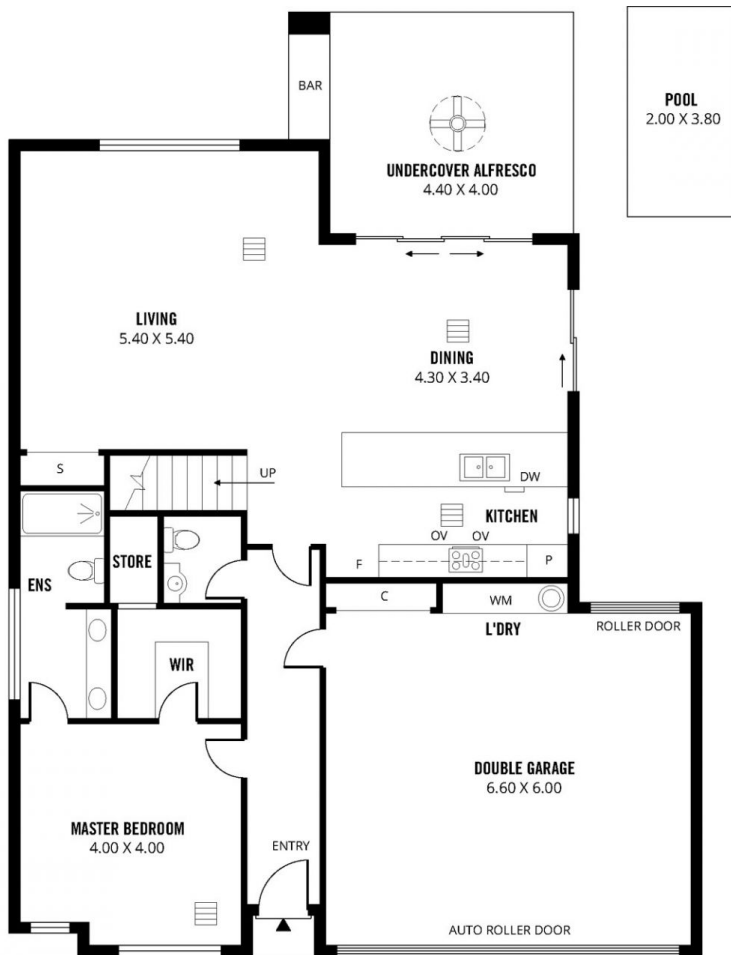 BAR
POOL
2.00 X 3.80
UNDERCOVER ALFRESCO
4.40 X 4.00
LIVING
5.40 X 5.40
DINING
4.30 X 3.40
S
UP
DW
KITCHEN
OV OV
F
P
STORE
ENS
C
WM
L'DRY
ROLLER DOOR
WIR
DOUBLE GARAGE
6.60 X 6.00
MASTER BEDROOM
4.00 X 4.00
ENTRY
AUTO ROLLER DOOR